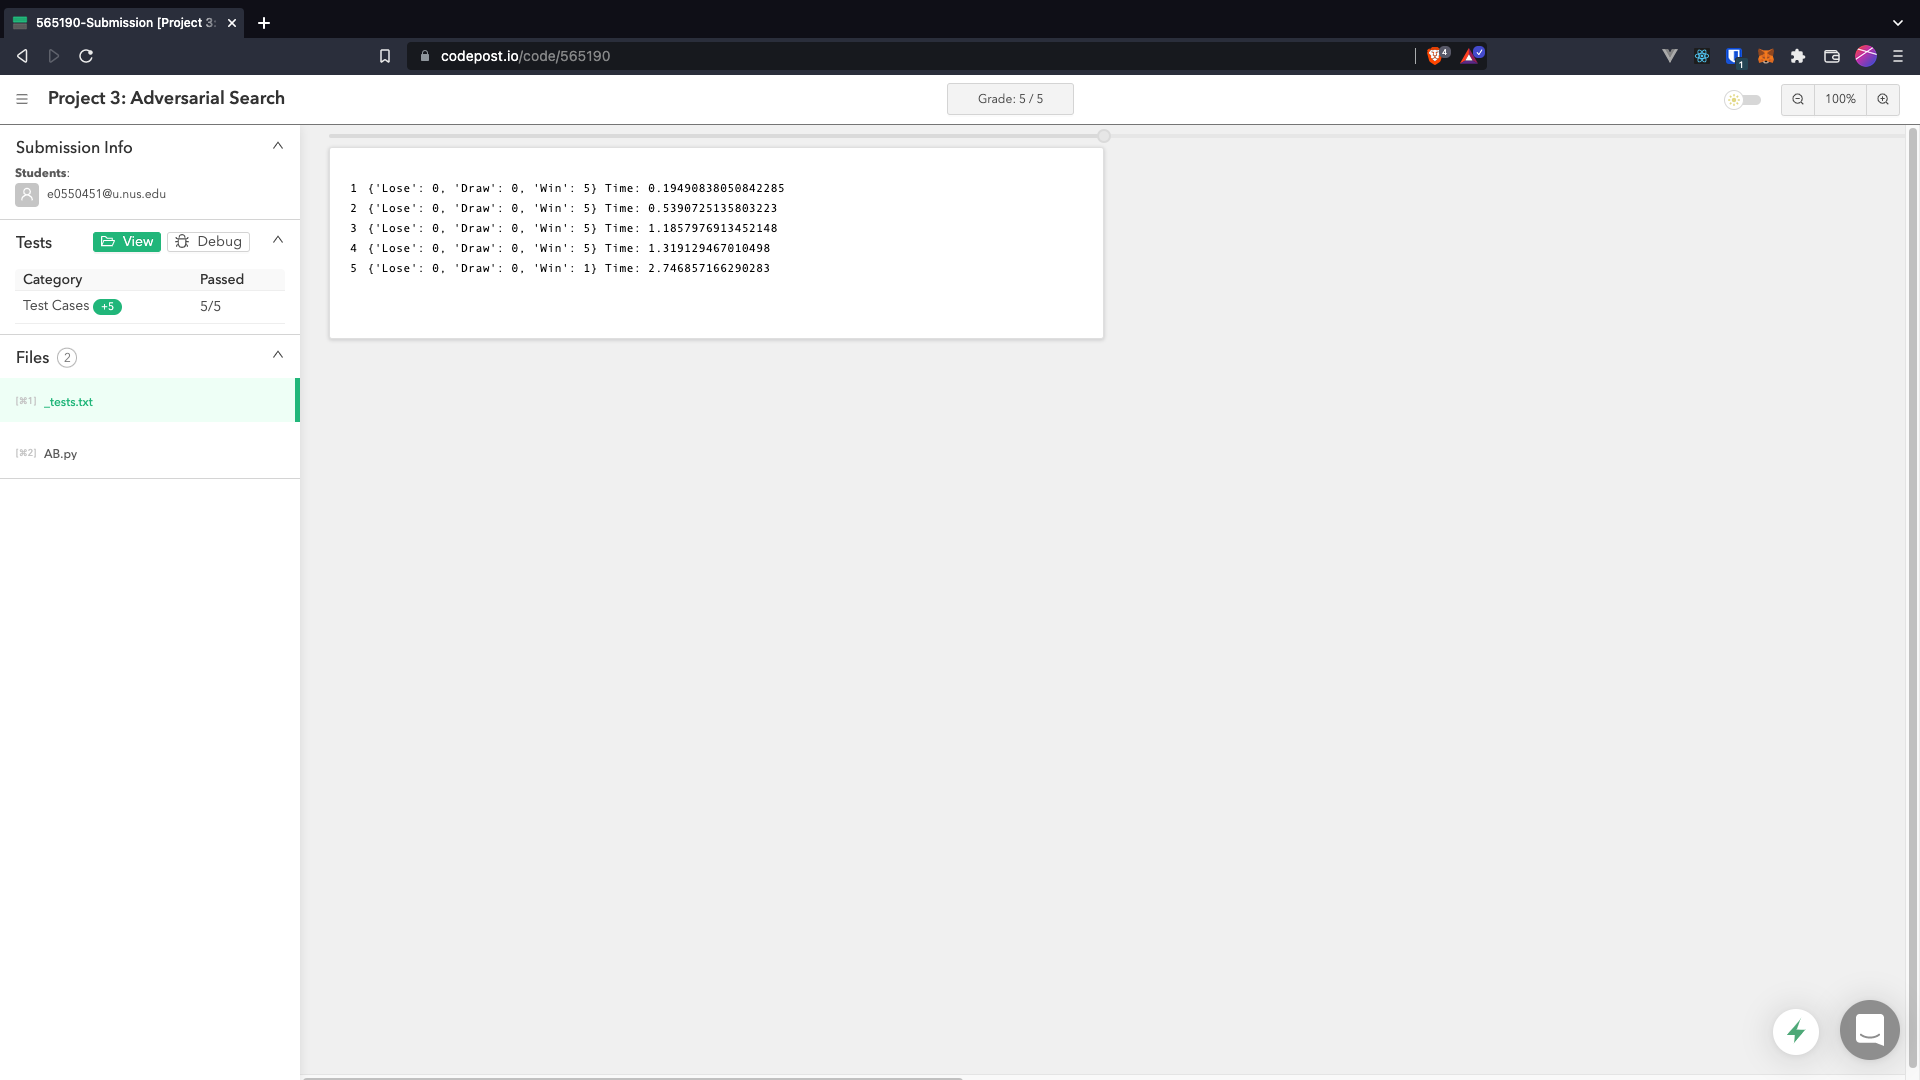 565190-Submission [Project 3:
codepost.io/code/565190
4
1
Project 3: Adversarial Search
Grade: 5 / 5
100%
Submission Info
Students:
e0550451@u.nus.edu
Tests
View
Debug
Category Passed
Test Cases +5 5/5
Files 2
[⌘1] _tests.txt
[⌘2] AB.py
1 {'Lose': 0, 'Draw': 0, 'Win': 5} Time: 0.19490838050842285
2 {'Lose': 0, 'Draw': 0, 'Win': 5} Time: 0.5390725135803223
3 {'Lose': 0, 'Draw': 0, 'Win': 5} Time: 1.1857976913452148
4 {'Lose': 0, 'Draw': 0, 'Win': 5} Time: 1.319129467010498
5 {'Lose': 0, 'Draw': 0, 'Win': 1} Time: 2.746857166290283